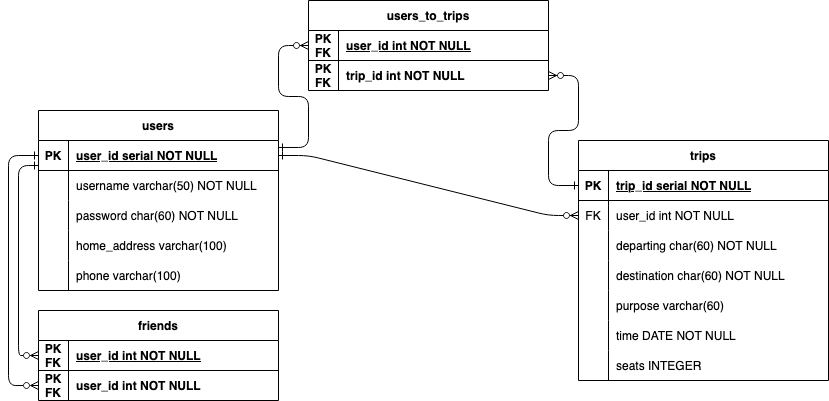 users_to_trips
PK
FK
user_id int NOT NULL
PK
FK
trip_id int NOT NULL
users
PK
user_id serial NOT NULL
username varchar(50) NOT NULL
password char(60) NOT NULL
home_address varchar(100)
phone varchar(100)
friends
PK
FK
user_id int NOT NULL
PK
FK
user_id int NOT NULL
trips
PK
trip_id serial NOT NULL
FK
user_id int NOT NULL
departing char(60) NOT NULL
destination char(60) NOT NULL
purpose varchar(60)
time DATE NOT NULL
seats INTEGER